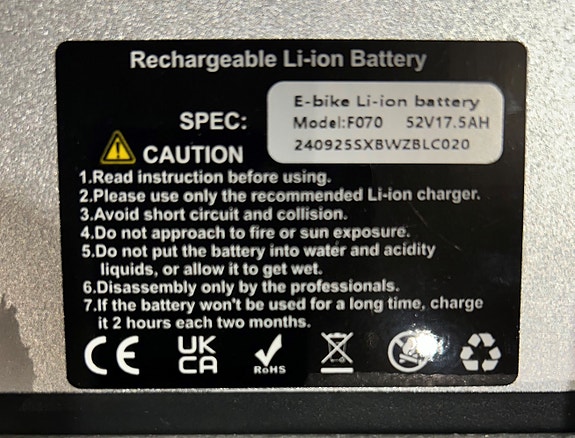 Rechargeable Li-ion Battery
E-bike Li-ion battery
SPEC:
Model:F070 52V17.5AH
240925SXBWZBLC020
CAUTION
1.Read instruction before using.
2.Please use only the recommended Li-ion charger.
3.Avoid short circuit and collision.
4.Do not approach to fire or sun exposure.
5.Do not put the battery into water and acidity
liquids, or allow it to get wet.
6.Disassembly only by the professionals.
7.If the battery won't be used for a long time, charge
it 2 hours each two months.
CE
UK
CA
RoHS